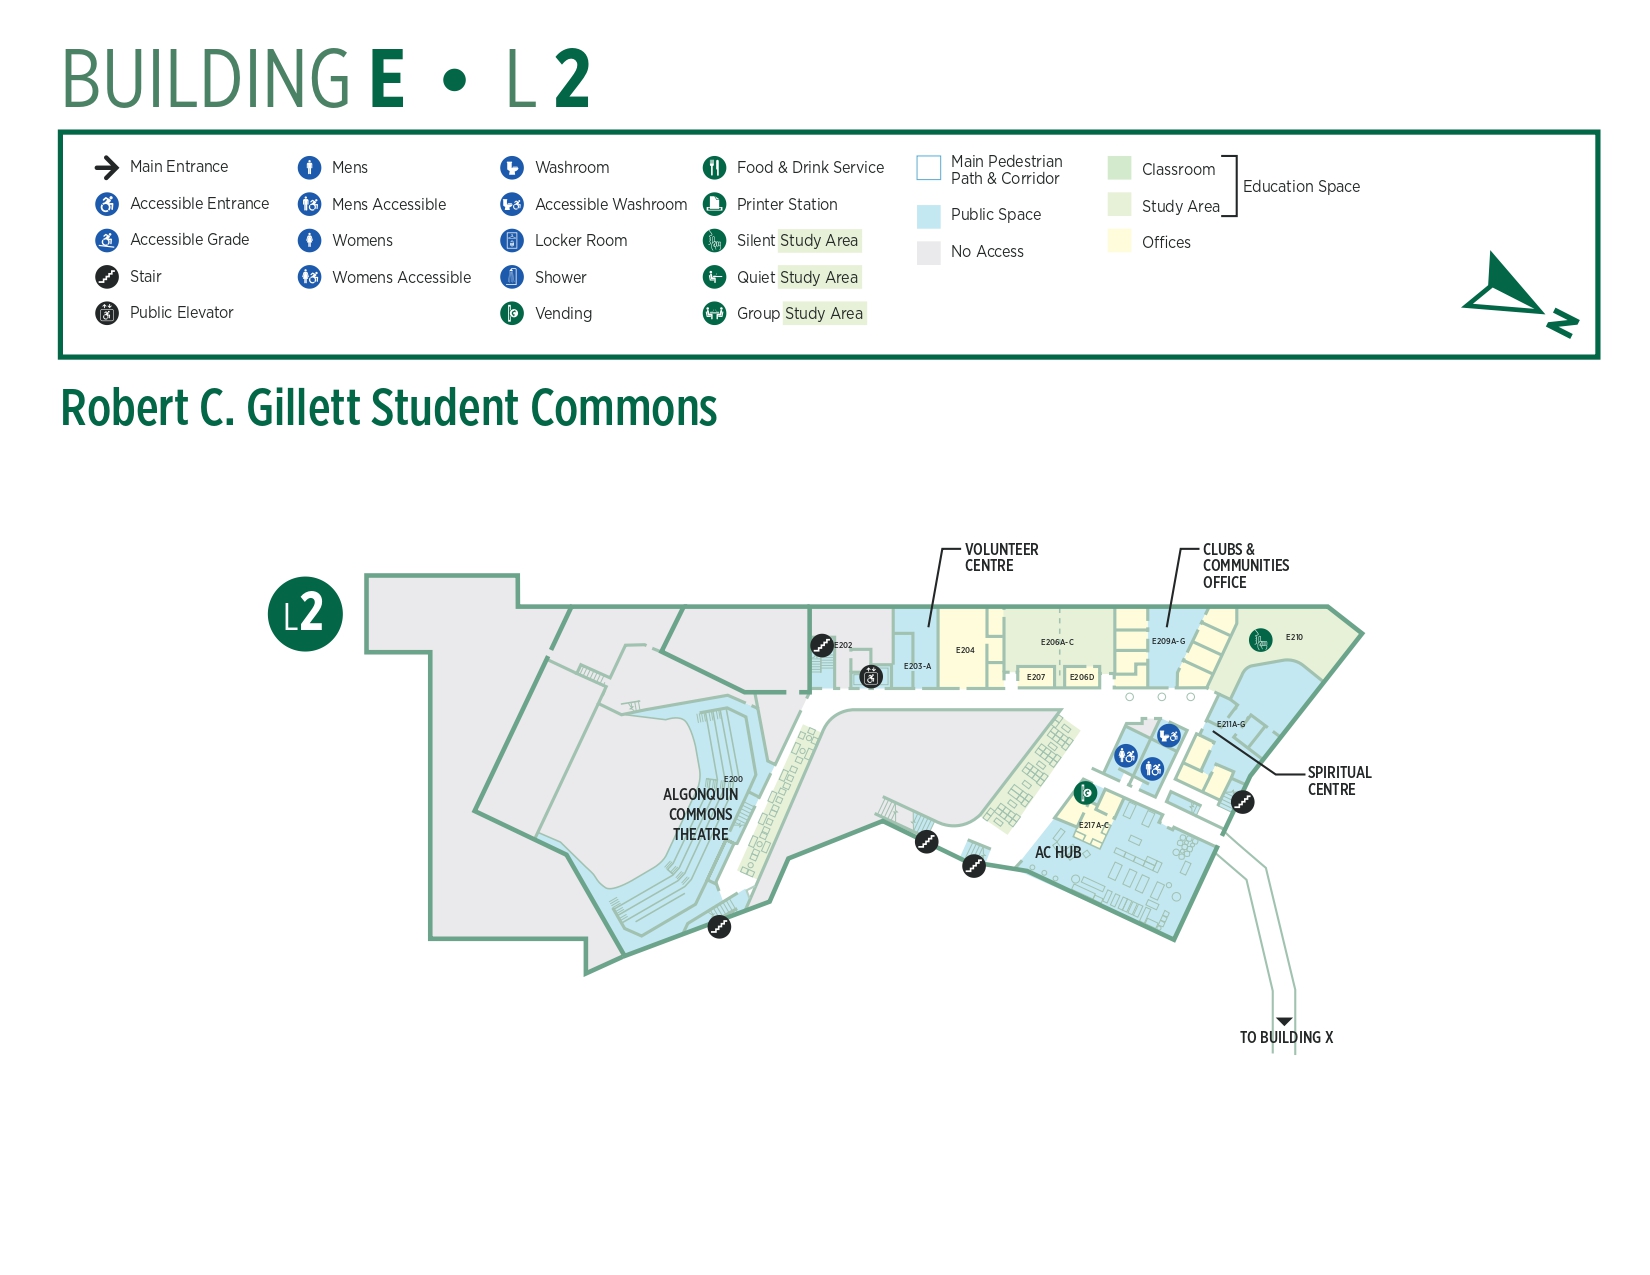 BUILDING E • L 2
Main Entrance
Accessible Entrance
Accessible Grade
Stair
Public Elevator
Mens
Mens Accessible
Womens
Womens Accessible
Washroom
Accessible Washroom
Locker Room
Shower
Vending
Food & Drink Service
Printer Station
Silent Study Area
Quiet Study Area
Group Study Area
Main Pedestrian
Path & Corridor
Public Space
No Access
Classroom
Study Area
Offices
Education Space
N
Robert C. Gillett Student Commons
L2
VOLUNTEER
CENTRE
CLUBS &
COMMUNITIES
OFFICE
E202
E203-A
E204
E206A-C
E207
E206D
E209A-G
E210
E211A-G
SPIRITUAL
CENTRE
E200
ALGONQUIN
COMMONS
THEATRE
E217A-C
AC HUB
TO BUILDING X